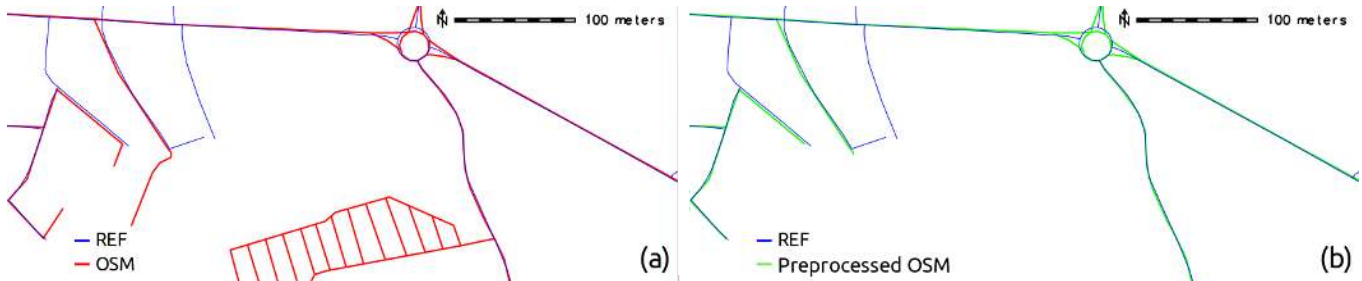 N 100 meters
REF
OSM
(a)
N 100 meters
REF
Preprocessed OSM
(b)